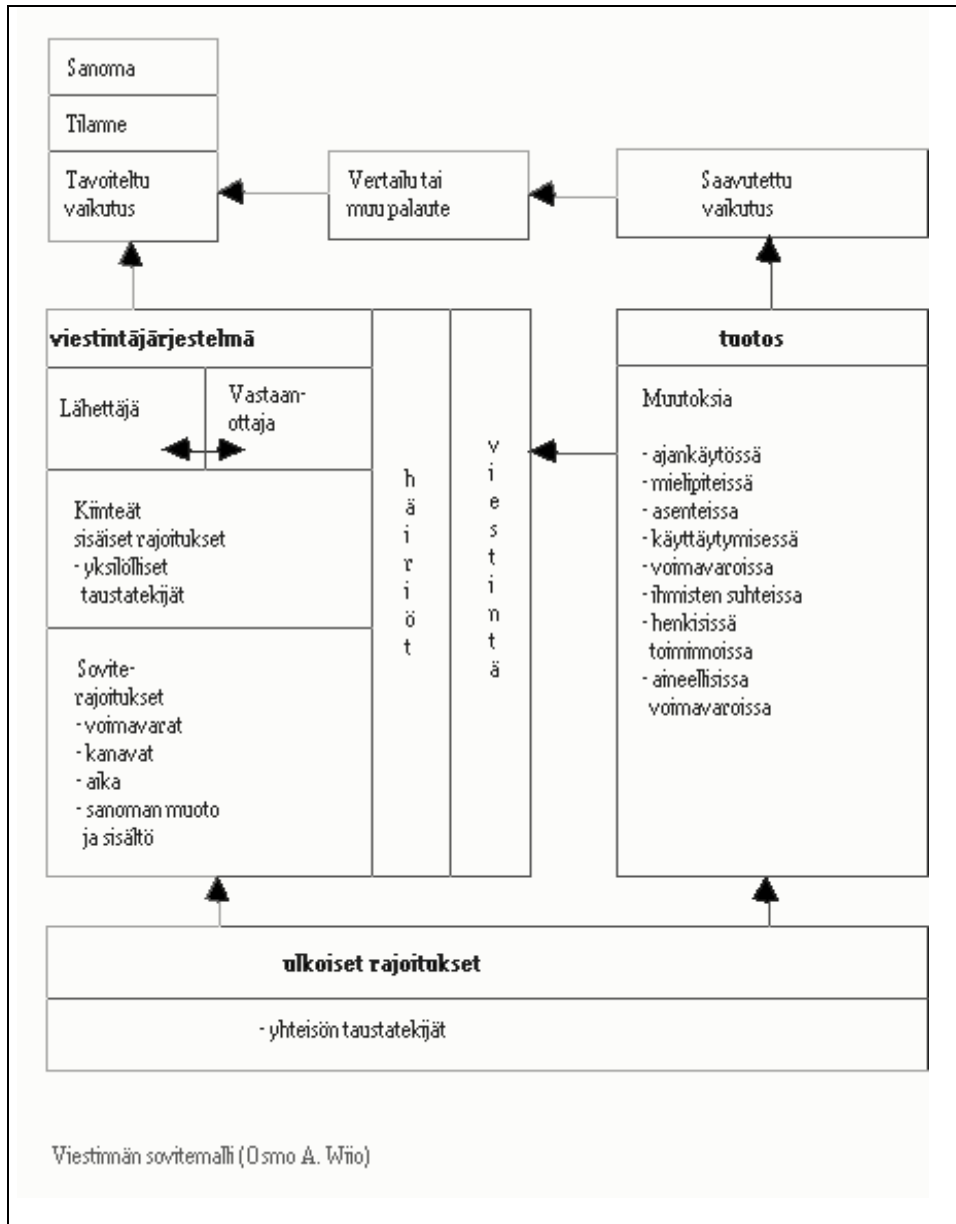 Sanoma
Tilanne
Tavoiteltu
vaikutus
Vertailu tai
muu palaute
Saavutettu
vaikutus
viestintäjärjestelmä
Lähettäjä
Vastaan-
ottaja
Kiinteät
sisäiset rajoitukset
- yksilölliset
taustatekijät
Sovite-
rajoitukset
- voimavarat
- kanavat
- aika
- sanoman muoto
ja sisältö
häiriöt
viestintä
tuotos
Muutoksia
- ajankäytössä
- mielipiteissä
- asenteissa
- käyttäytymisessä
- voimavaroissa
- ihmisten suhteissa
- henkisissä
toiminnoissa
- aineellisissa
voimavaroissa
ulkoiset rajoitukset
- yhteisön taustatekijät
Viestinnän sovitemalli (Osmo A. Wiio)